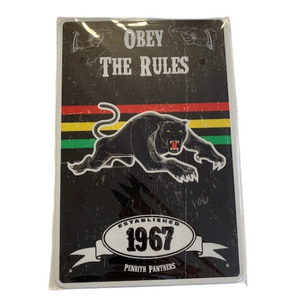 OBEY
THE RULES
ESTABLISHED
1967
PENRITH PANTHERS